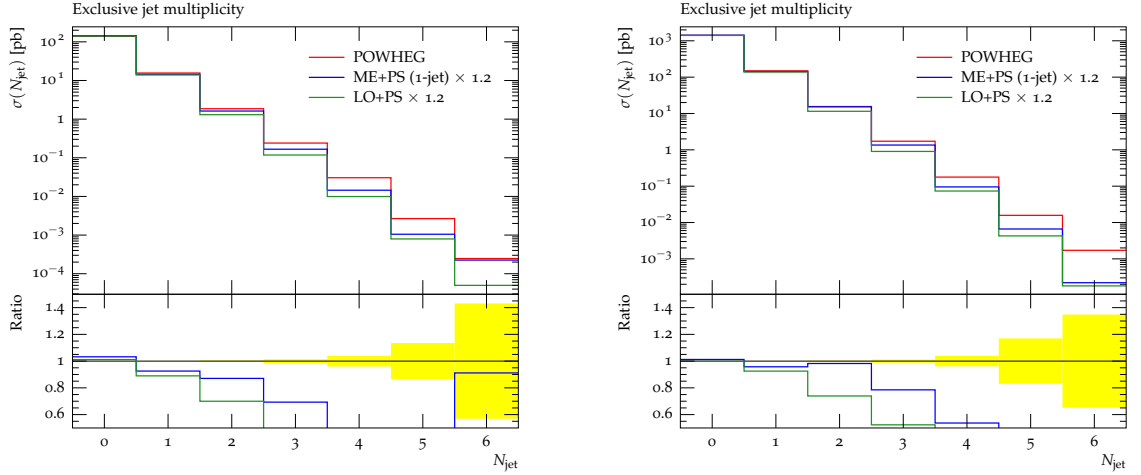 Exclusive jet multiplicity
σ(N_jet) [pb]
10^2
10^1
1
10^−1
10^−2
10^−3
10^−4
POWHEG
ME+PS (1-jet) × 1.2
LO+PS × 1.2
Ratio
1.4
1.2
1
0.8
0.6
0 1 2 3 4 5 6
N_jet
Exclusive jet multiplicity
σ(N_jet) [pb]
10^3
10^2
10^1
1
10^−1
10^−2
10^−3
POWHEG
ME+PS (1-jet) × 1.2
LO+PS × 1.2
Ratio
1.4
1.2
1
0.8
0.6
0 1 2 3 4 5 6
N_jet